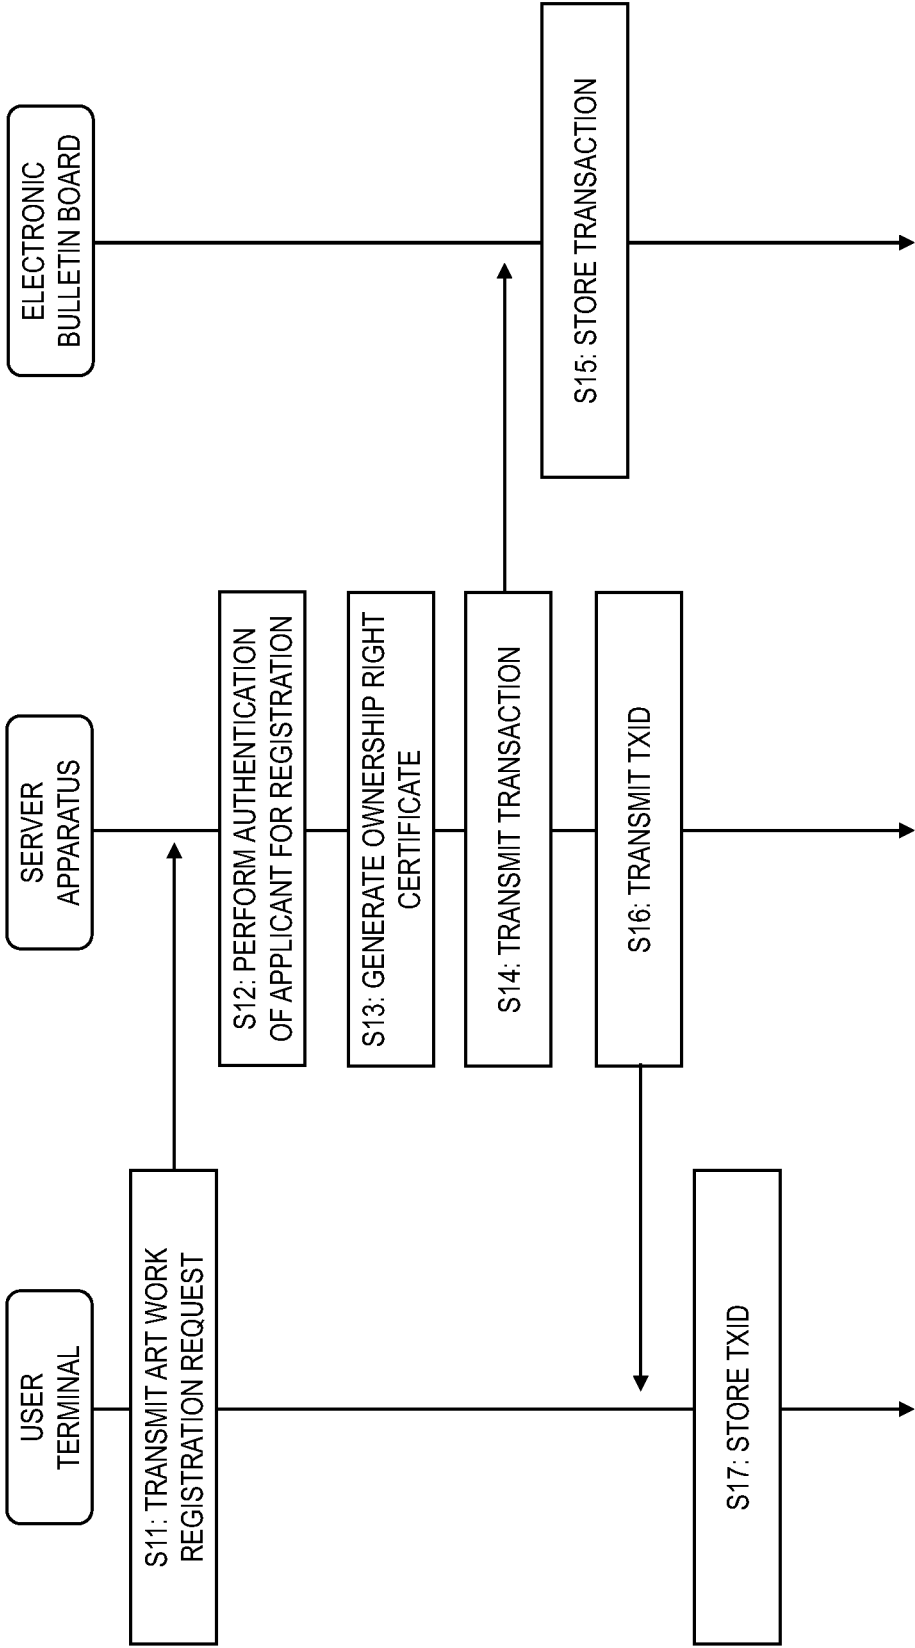 USER
TERMINAL
SERVER
APPARATUS
ELECTRONIC
BULLETIN BOARD
S11: TRANSMIT ART WORK
REGISTRATION REQUEST
S12: PERFORM AUTHENTICATION
OF APPLICANT FOR REGISTRATION
S13: GENERATE OWNERSHIP RIGHT
CERTIFICATE
S14: TRANSMIT TRANSACTION
S15: STORE TRANSACTION
S16: TRANSMIT TXID
S17: STORE TXID